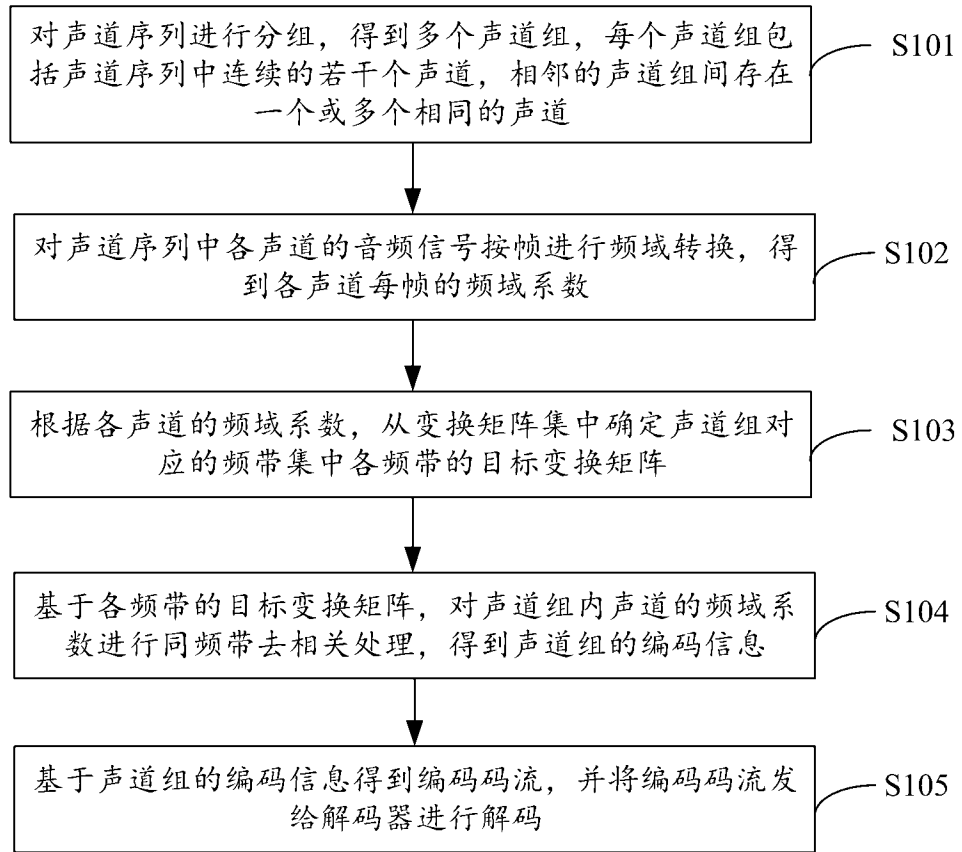 对声道序列进行分组，得到多个声道组，每个声道组包
括声道序列中连续的若干个声道，相邻的声道组间存在
一个或多个相同的声道
S101
对声道序列中各声道的音频信号按帧进行频域转换，得
到各声道每帧的频域系数
S102
根据各声道的频域系数，从变换矩阵集中确定声道组对
应的频带集中各频带的目标变换矩阵
S103
基于各频带的目标变换矩阵，对声道组内声道的频域系
数进行同频带去相关处理，得到声道组的编码信息
S104
基于声道组的编码信息得到编码码流，并将编码码流发
给解码器进行解码
S105